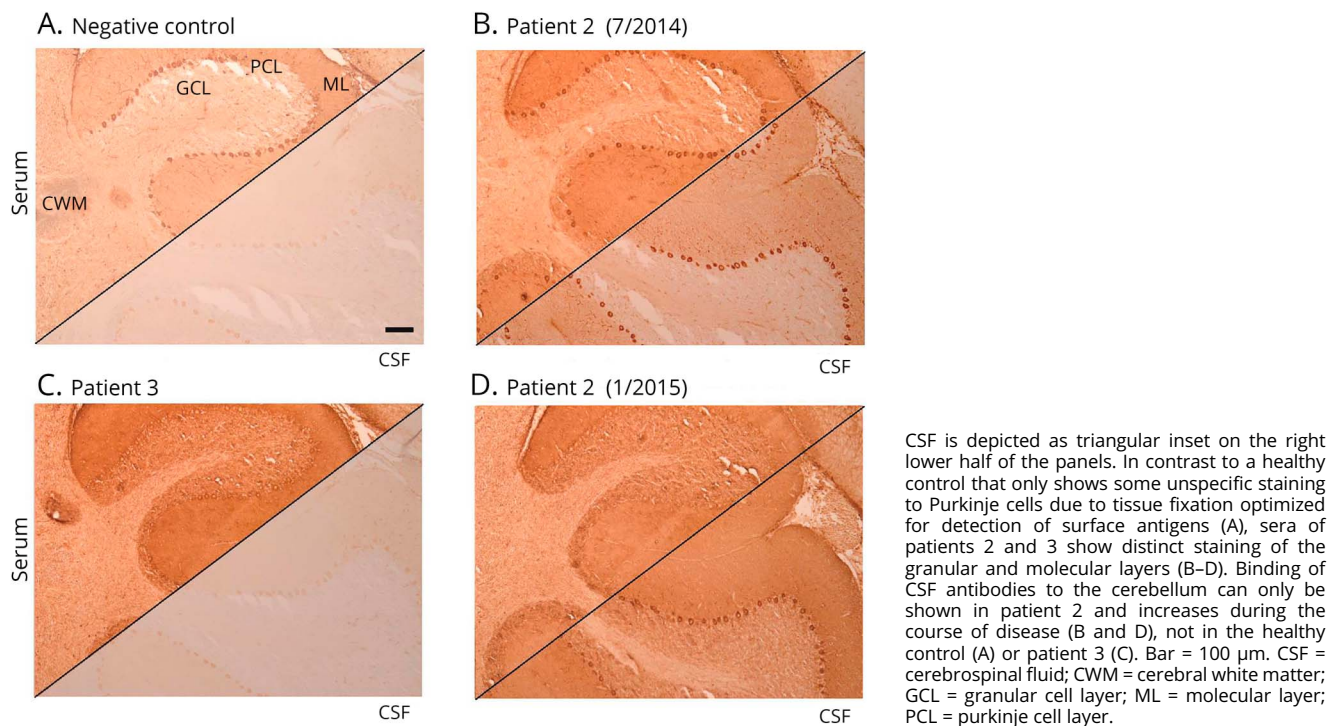 A. Negative control
PCL
GCL
ML
CWM
Serum
CSF
B. Patient 2 (7/2014)
CSF
C. Patient 3
Serum
CSF
D. Patient 2 (1/2015)
CSF
CSF is depicted as triangular inset on the right
lower half of the panels. In contrast to a healthy
control that only shows some unspecific staining
to Purkinje cells due to tissue fixation optimized
for detection of surface antigens (A), sera of
patients 2 and 3 show distinct staining of the
granular and molecular layers (B–D). Binding of
CSF antibodies to the cerebellum can only be
shown in patient 2 and increases during the
course of disease (B and D), not in the healthy
control (A) or patient 3 (C). Bar = 100 μm. CSF =
cerebrospinal fluid; CWM = cerebral white matter;
GCL = granular cell layer; ML = molecular layer;
PCL = purkinje cell layer.